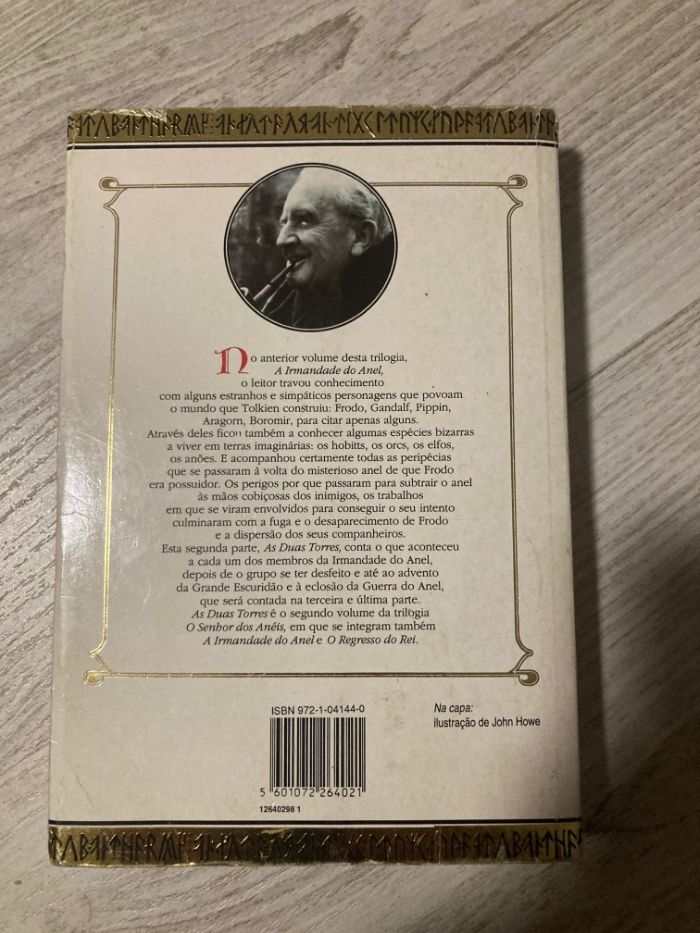 No anterior volume desta trilogia,
A Irmandade do Anel,
o leitor travou conhecimento
com alguns estranhos e simpáticos personagens que povoam
o mundo que Tolkien construiu: Frodo, Gandalf, Pippin,
Aragorn, Boromir, para citar apenas alguns.
Através deles ficou também a conhecer algumas espécies bizarras
a viver em terras imaginárias: os hobitts, os orcs, os elfos,
os anões. E acompanhou certamente todas as peripécias
que se passaram à volta do misterioso anel de que Frodo
era possuidor. Os perigos por que passaram para subtrair o anel
às mãos cobiçosas dos inimigos, os trabalhos
em que se viram envolvidos para conseguir o seu intento
culminaram com a fuga e o desaparecimento de Frodo
e a dispersão dos seus companheiros.
Esta segunda parte, As Duas Torres, conta o que aconteceu
a cada um dos membros da Irmandade do Anel,
depois de o grupo se ter desfeito e até ao advento
da Grande Escuridão e à eclosão da Guerra do Anel,
que será contada na terceira e última parte.
As Duas Torres é o segundo volume da trilogia
O Senhor dos Anéis, em que se integram também
A Irmandade do Anel e O Regresso do Rei.
ISBN 972-1-04144-0
5 601072 264021
12640298 1
Na capa:
ilustração de John Howe